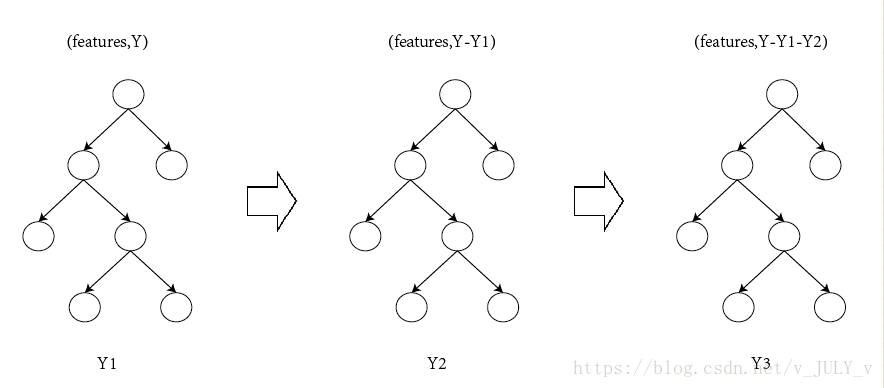 (features,Y)
(features,Y-Y1)
(features,Y-Y1-Y2)
Y1
Y2
Y3
https://blog.csdn.net/v_JULY_v